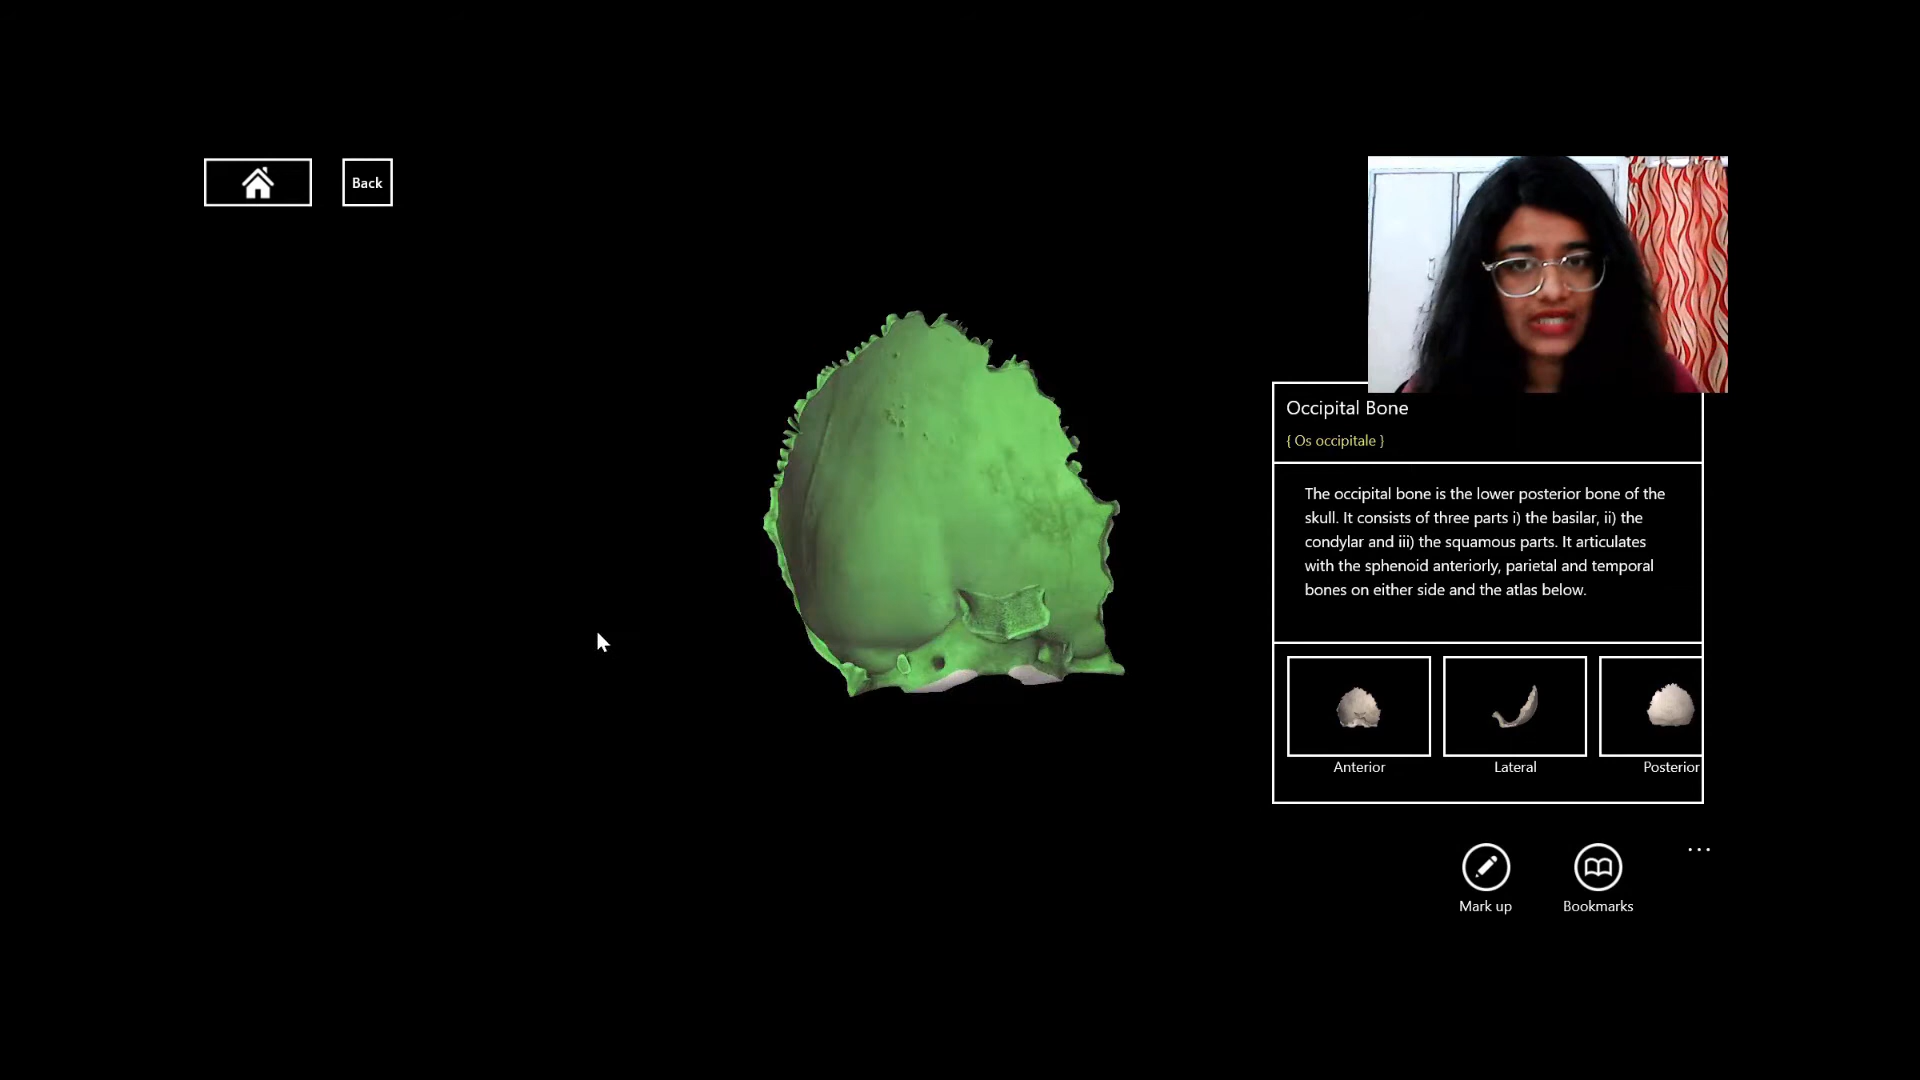 Back
Occipital Bone
{ Os occipitale }
The occipital bone is the lower posterior bone of the
skull. It consists of three parts i) the basilar, ii) the
condylar and iii) the squamous parts. It articulates
with the sphenoid anteriorly, parietal and temporal
bones on either side and the atlas below.
Anterior
Lateral
Posterior
Mark up
Bookmarks